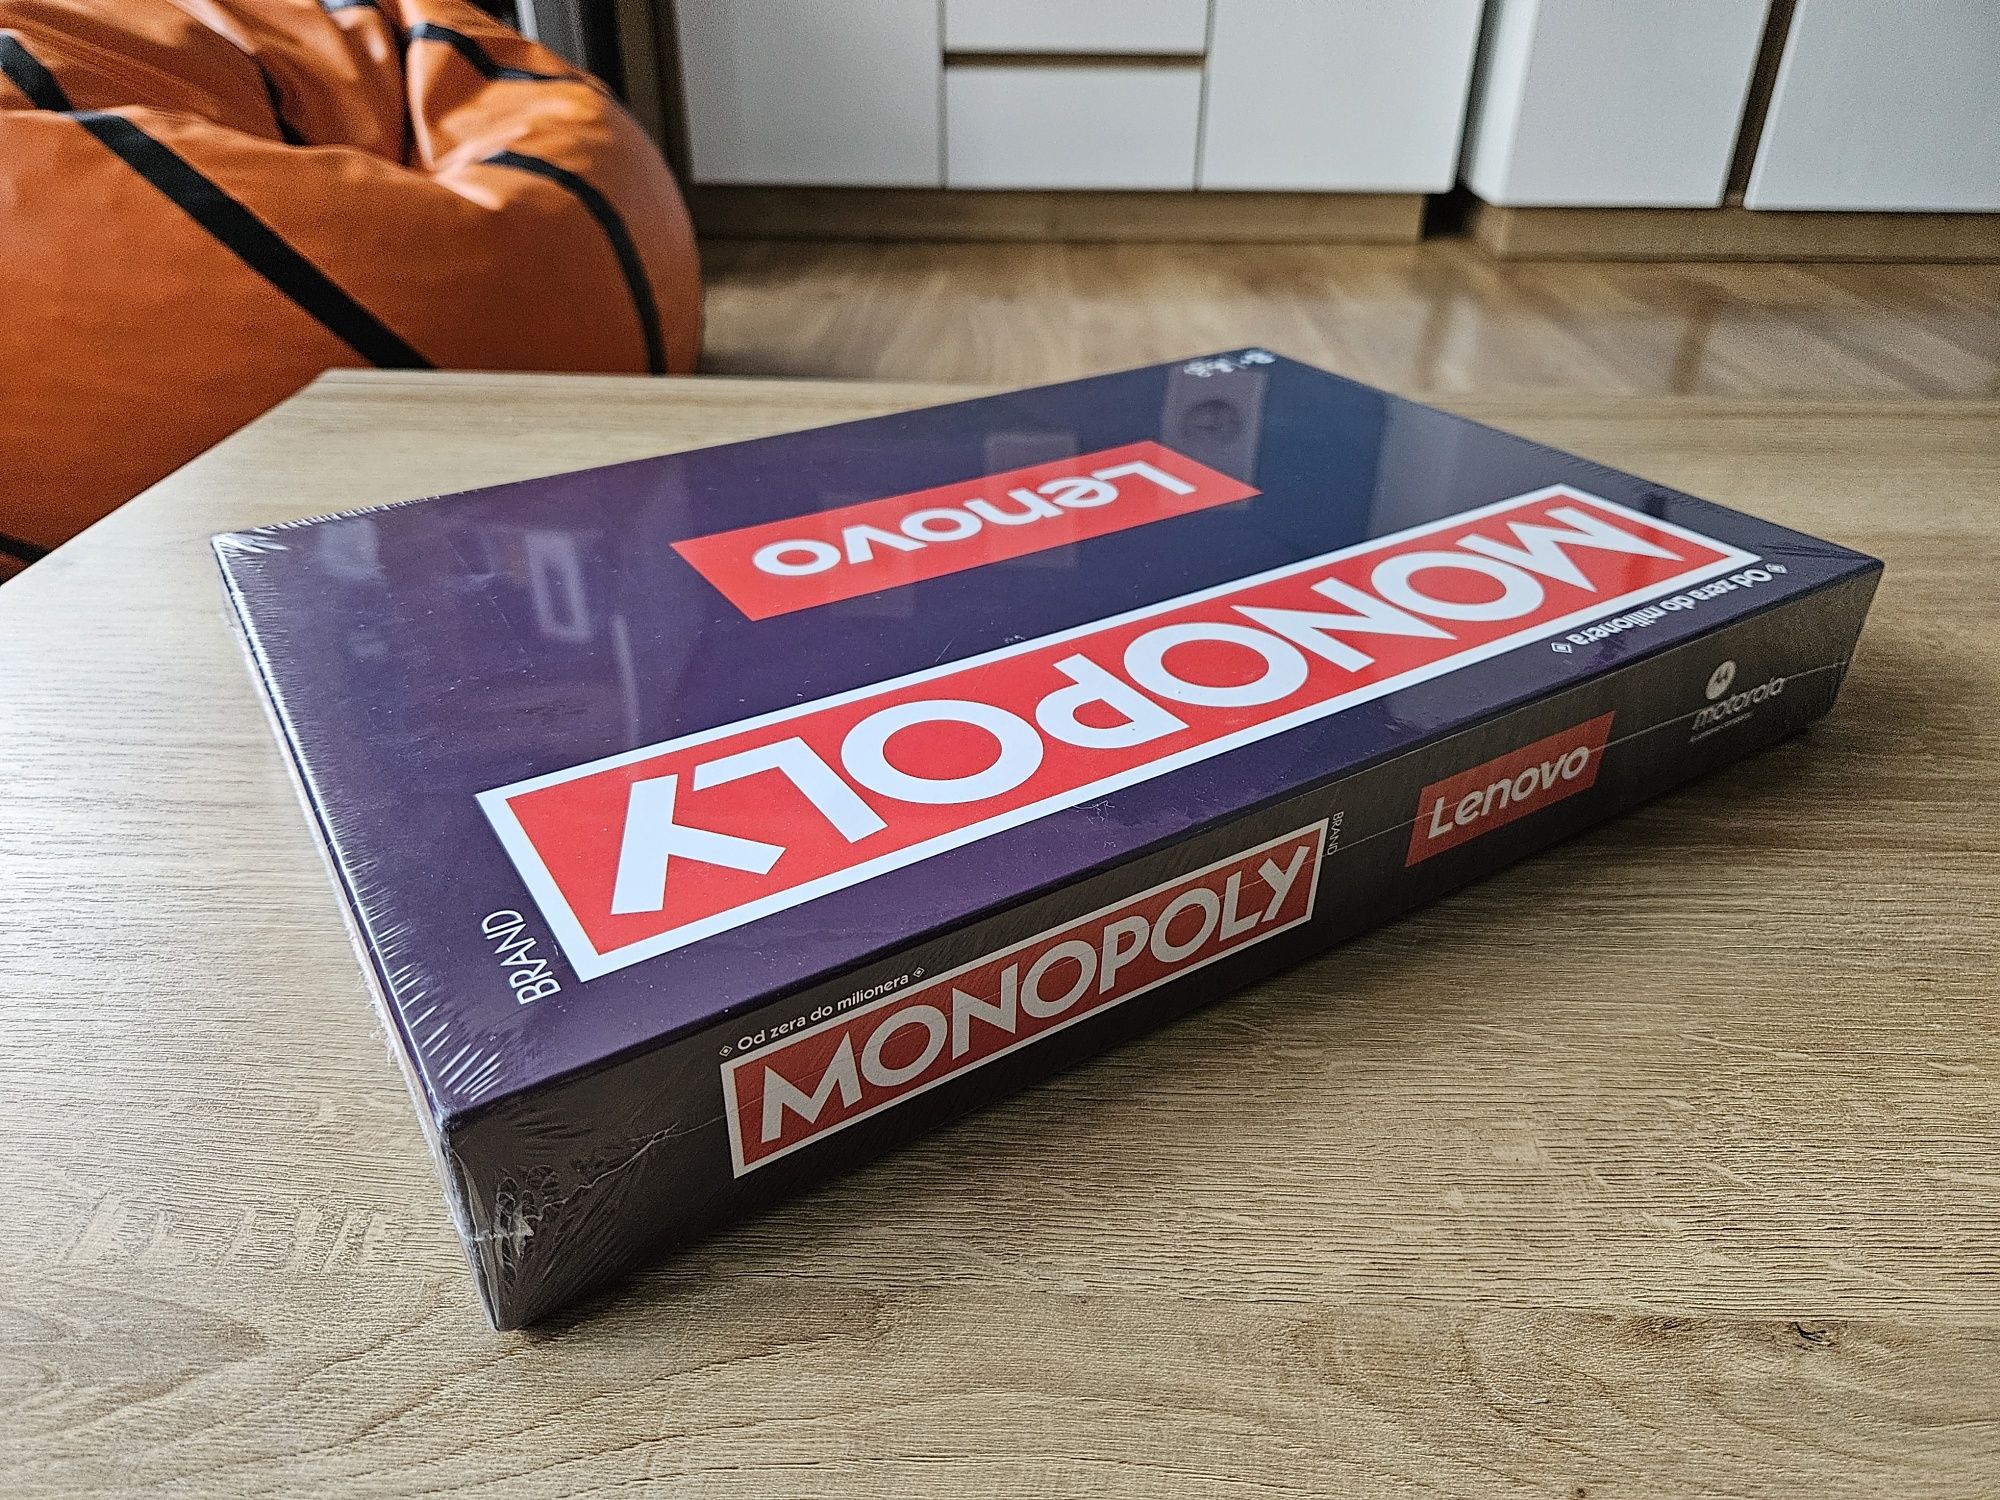 Lenovo
Od zera do milionera
MONOPOLY
BRAND
Od zera do milionera
MONOPOLY
BRAND
Lenovo
motorola